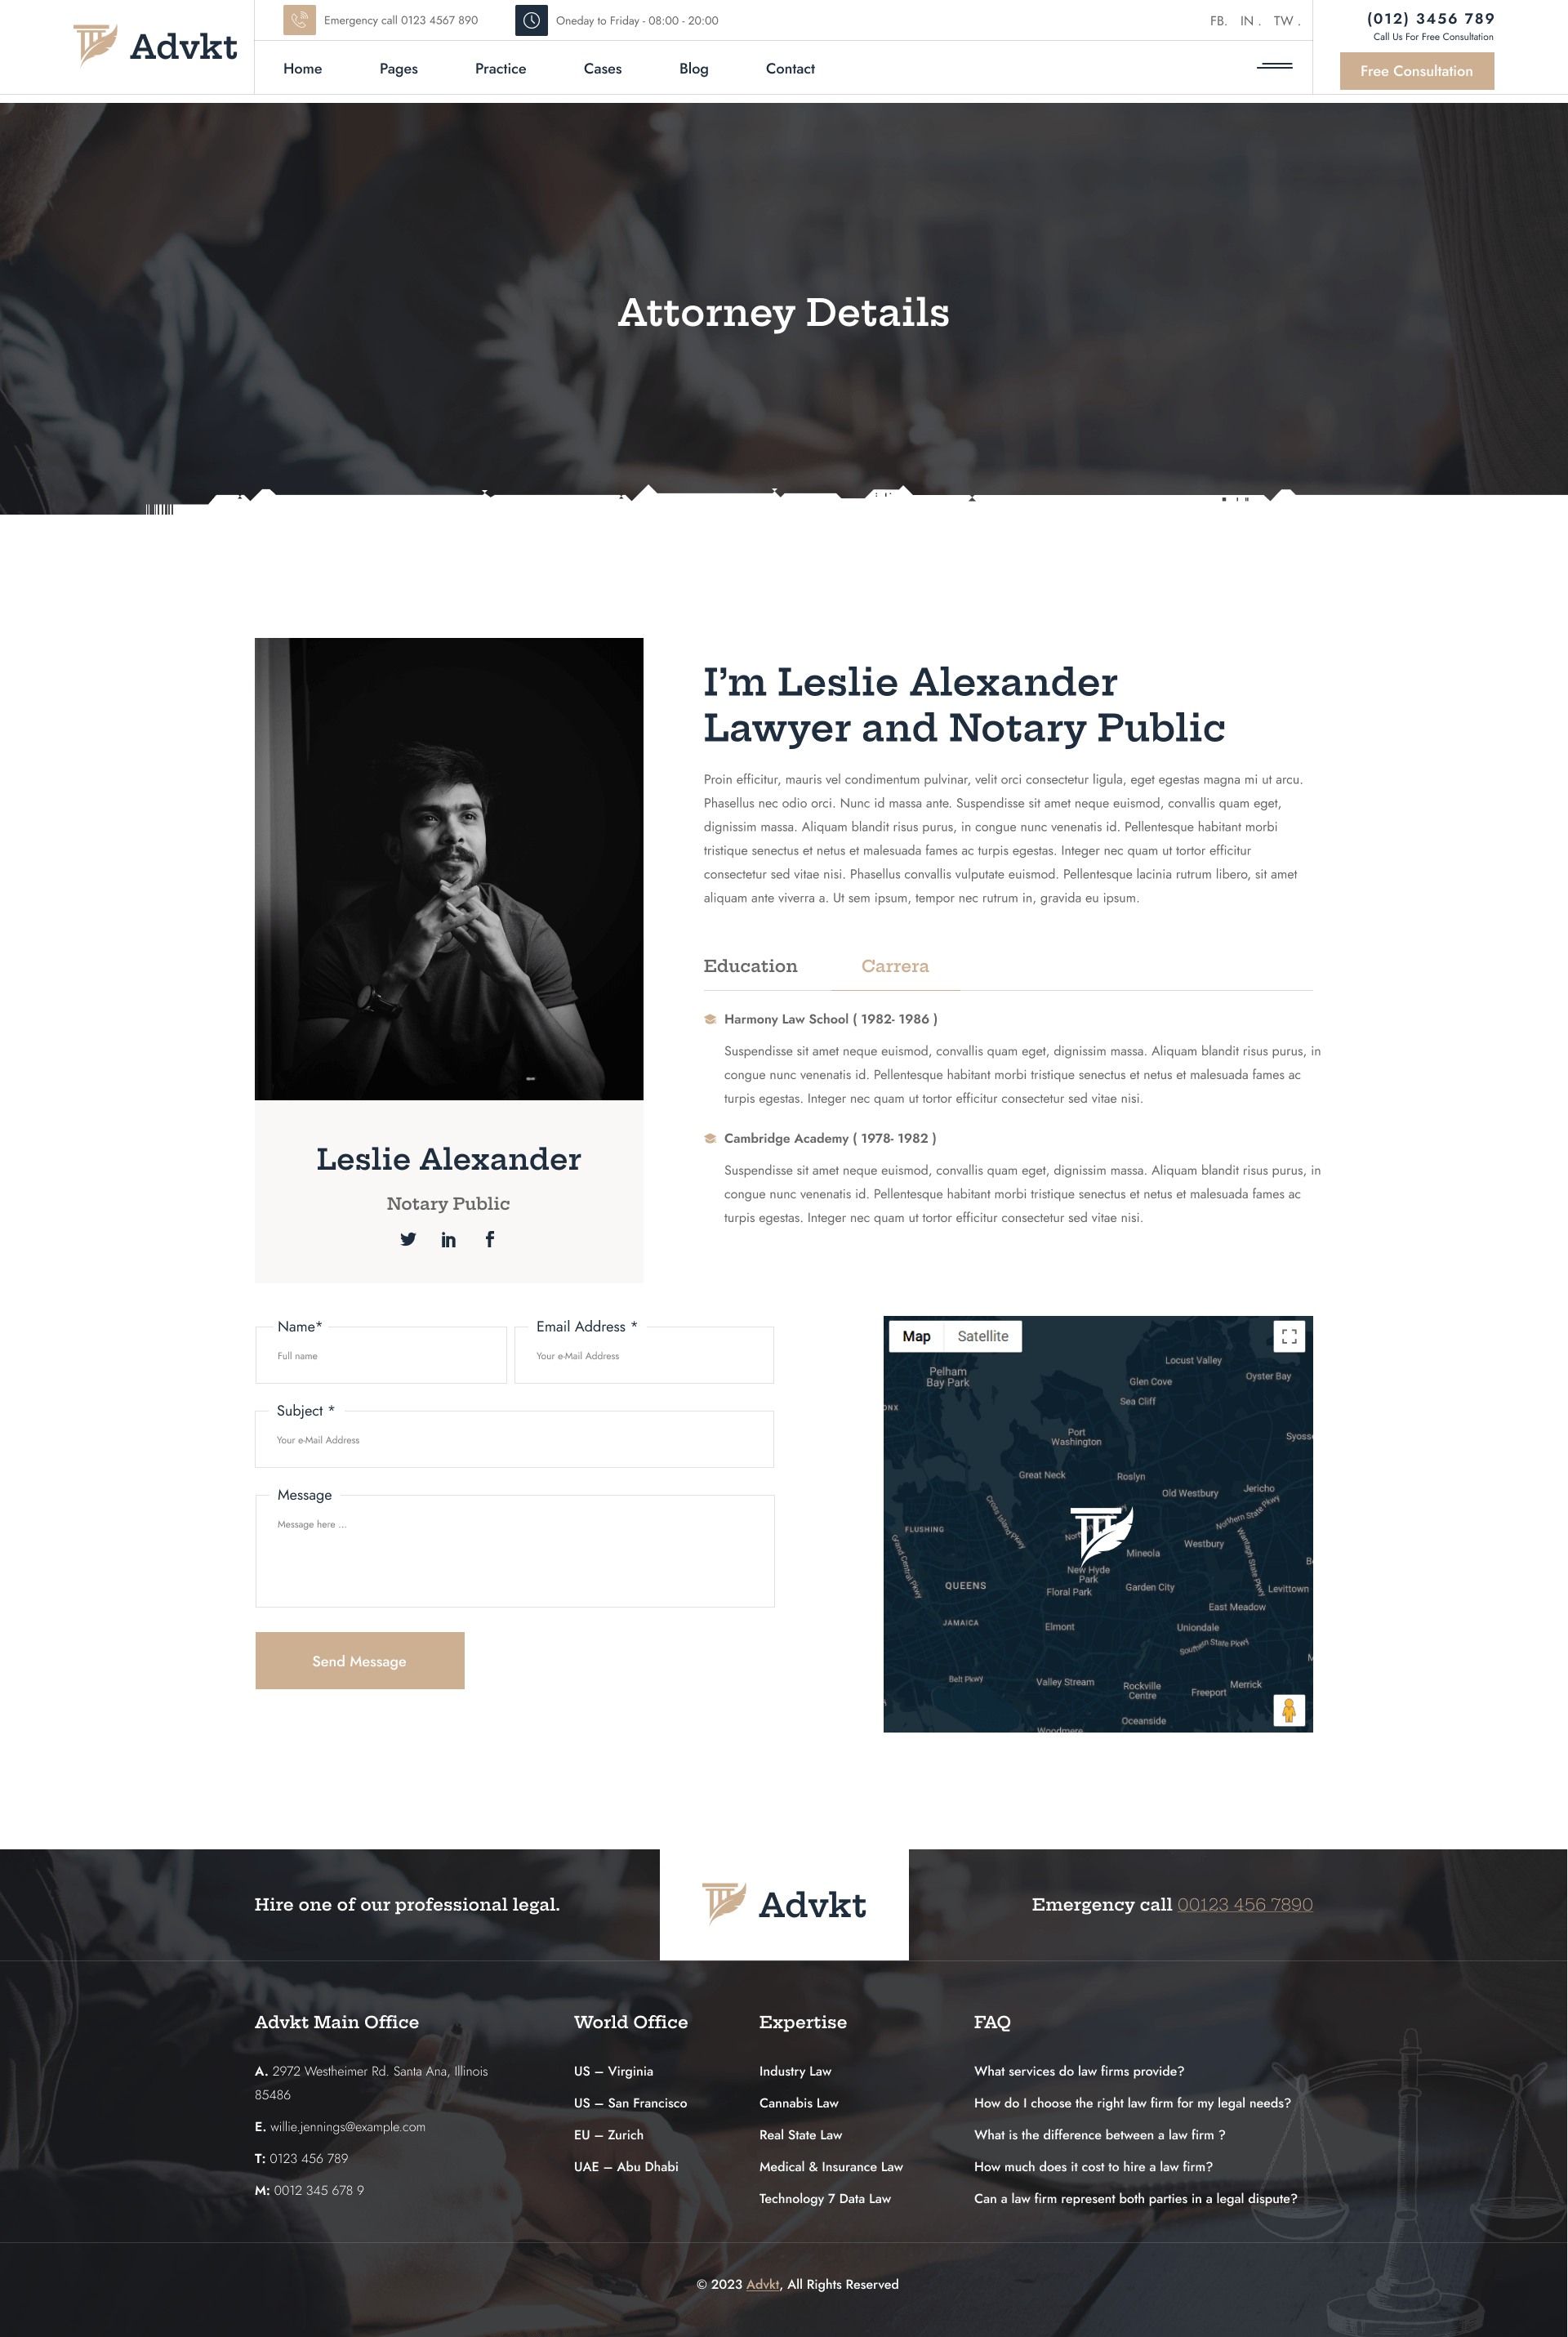 Advkt
Emergency call 0123 4567 890
Oneday to Friday - 08:00 - 20:00
FB. IN . TW .
(012) 3456 789
Call Us For Free Consultation
Home Pages Practice Cases Blog Contact
Free Consultation
Attorney Details
I'm Leslie Alexander
Lawyer and Notary Public
Proin efficitur, mauris vel condimentum pulvinar, velit orci consectetur ligula, eget egestas magna mi ut arcu.
Phasellus nec odio orci. Nunc id massa ante. Suspendisse sit amet neque euismod, convallis quam eget,
dignissim massa. Aliquam blandit risus purus, in congue nunc venenatis id. Pellentesque habitant morbi
tristique senectus et netus et malesuada fames ac turpis egestas. Integer nec quam ut tortor efficitur
consectetur sed vitae nisi. Phasellus convallis vulputate euismod. Pellentesque lacinia rutrum libero, sit amet
aliquam ante viverra a. Ut sem ipsum, tempor nec rutrum in, gravida eu ipsum.
Education Carrera
Harmony Law School ( 1982- 1986 )
Suspendisse sit amet neque euismod, convallis quam eget, dignissim massa. Aliquam blandit risus purus, in
congue nunc venenatis id. Pellentesque habitant morbi tristique senectus et netus et malesuada fames ac
turpis egestas. Integer nec quam ut tortor efficitur consectetur sed vitae nisi.
Cambridge Academy ( 1978- 1982 )
Suspendisse sit amet neque euismod, convallis quam eget, dignissim massa. Aliquam blandit risus purus, in
congue nunc venenatis id. Pellentesque habitant morbi tristique senectus et netus et malesuada fames ac
turpis egestas. Integer nec quam ut tortor efficitur consectetur sed vitae nisi.
Leslie Alexander
Notary Public
Name*
Full name
Email Address *
Your e-Mail Address
Subject *
Your e-Mail Address
Message
Message here ...
Send Message
Map Satellite
Locust Valley
Pelham
Bay Park
Glen Cove
Oyster Bay
Sea Cliff
ONX
Port
Washington
Syosse
Great Neck
Roslyn
Old Westbury
Jericho
Cross Island Pkwy
Northern State Pkwy
FLUSHING
Grand Central Pkwy
Westbury
Wantagh State Pkwy
Mineola
New Hyde
Park
QUEENS
Floral Park
Garden City
Levittown
East Meadow
JAMAICA
Elmont
Uniondale
Southern State Pkwy
Belt Pkwy
Valley Stream
Rockville
Centre
Freeport
Merrick
Oceanside
Woodmere
Hire one of our professional legal.
Advkt
Emergency call 00123 456 7890
Advkt Main Office
A. 2972 Westheimer Rd. Santa Ana, Illinois
85486
E. willie.jennings@example.com
T: 0123 456 789
M: 0012 345 678 9
World Office
US – Virginia
US – San Francisco
EU – Zurich
UAE – Abu Dhabi
Expertise
Industry Law
Cannabis Law
Real State Law
Medical & Insurance Law
Technology 7 Data Law
FAQ
What services do law firms provide?
How do I choose the right law firm for my legal needs?
What is the difference between a law firm ?
How much does it cost to hire a law firm?
Can a law firm represent both parties in a legal dispute?
© 2023 Advkt, All Rights Reserved